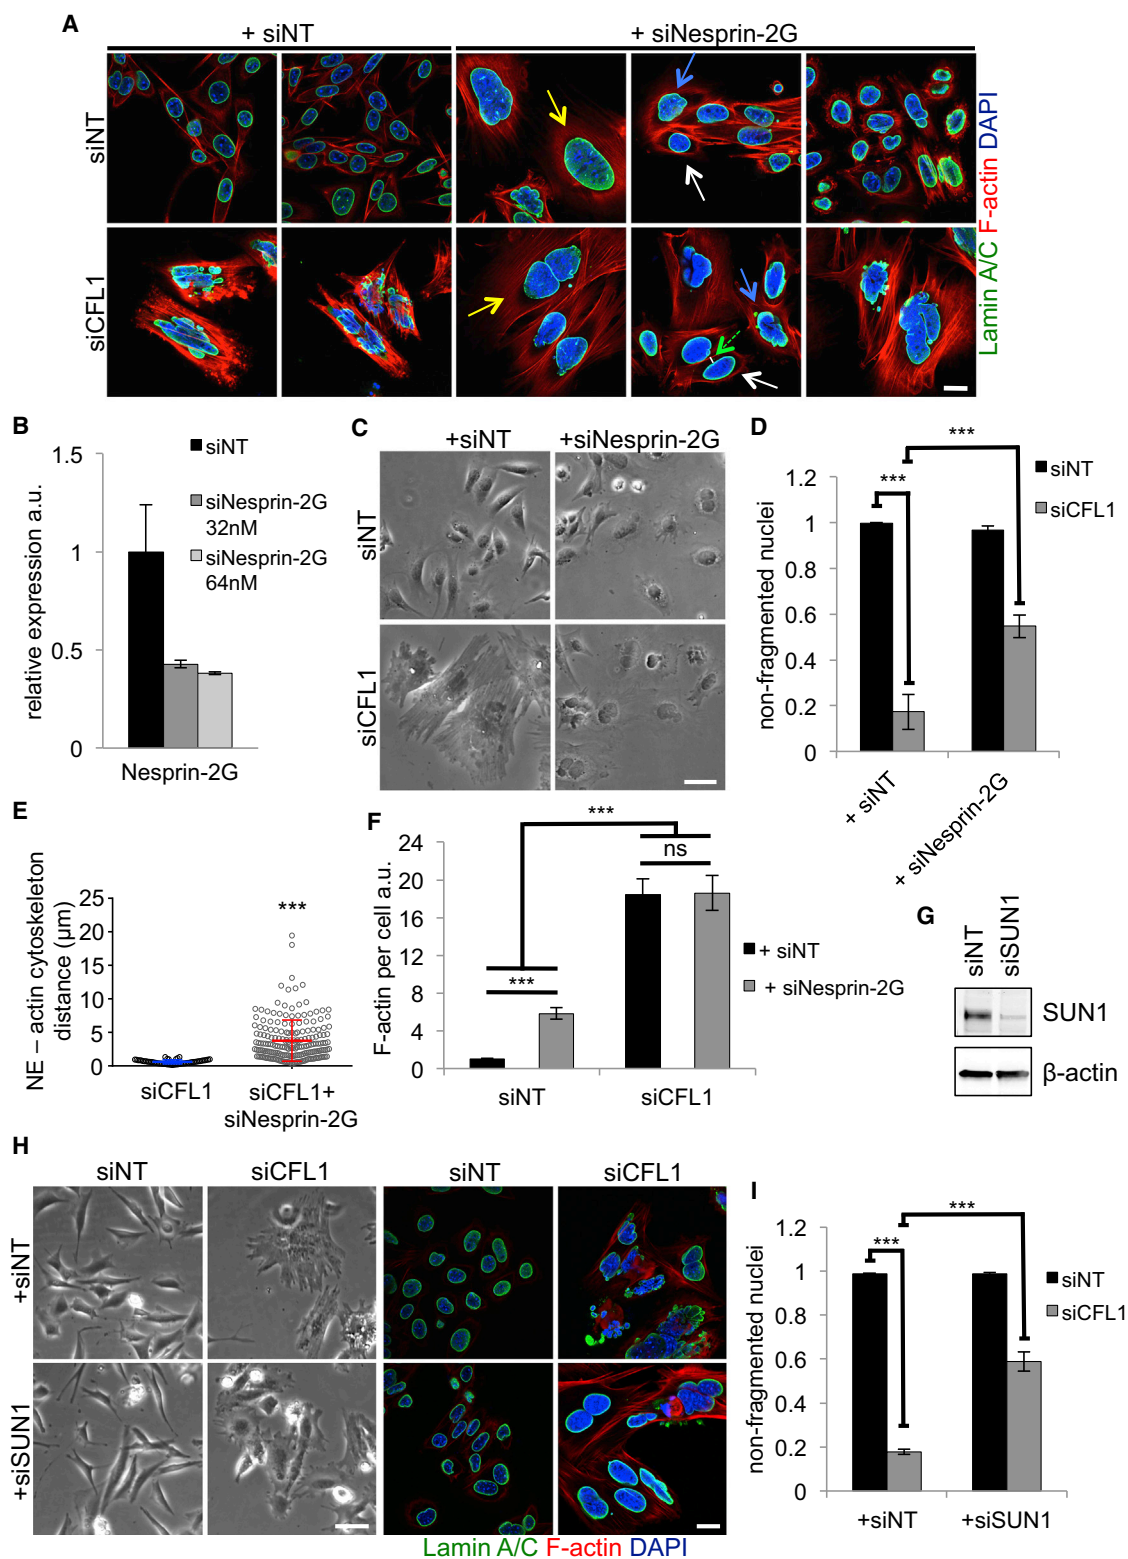 A
+ siNT
+ siNesprin-2G
siNT
siCFL1
Lamin A/C F-actin DAPI
B
1.5
1
0.5
0
relative expression a.u.
siNT
siNesprin-2G
32nM
siNesprin-2G
64nM
Nesprin-2G
C
+siNT
+siNesprin-2G
siNT
siCFL1
D
***
***
siNT
siCFL1
1.2
1
0.8
0.6
0.4
0.2
0
non-fragmented nuclei
+ siNT
+ siNesprin-2G
E
NE – actin cytoskeleton
distance (μm)
25
20
15
10
5
0
***
siCFL1
siCFL1+
siNesprin-2G
F
***
ns
***
24
20
16
12
8
4
0
F-actin per cell a.u.
+ siNT
+ siNesprin-2G
siNT
siCFL1
G
siNT
siSUN1
SUN1
β-actin
H
siNT
siCFL1
siNT
siCFL1
+siNT
+siSUN1
Lamin A/C F-actin DAPI
I
***
***
siNT
siCFL1
1.2
1
0.8
0.6
0.4
0.2
0
non-fragmented nuclei
+siNT
+siSUN1